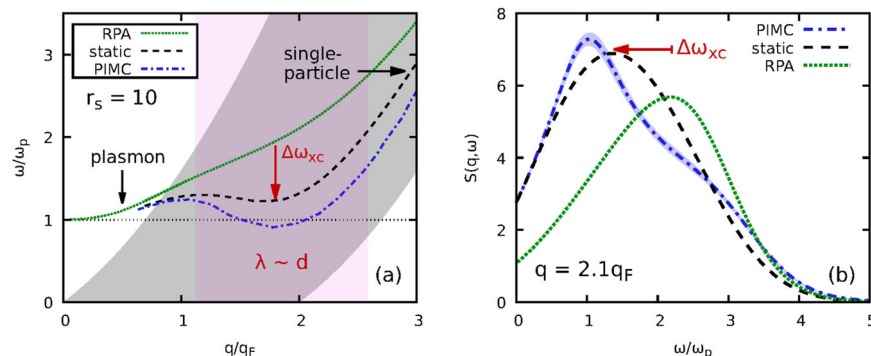 RPA
static
PIMC
r_s = 10
plasmon
single-
particle
Δω_xc
λ ~ d
(a)
ω/ω_p
3
2
1
0
0 1 2 3
q/q_F
PIMC
static
RPA
Δω_xc
q = 2.1q_F
(b)
S(q,ω)
8
6
4
2
0
0 1 2 3 4 5
ω/ω_p